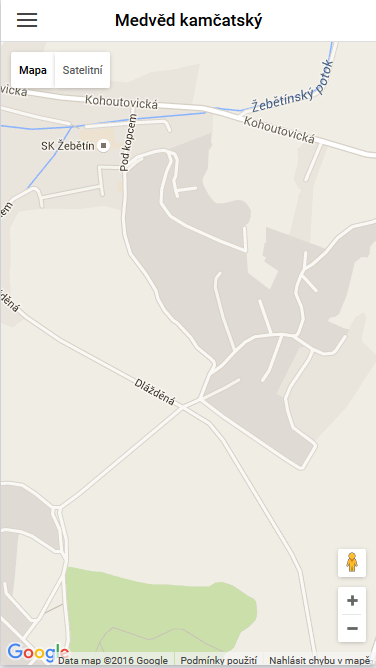 Medvěd kamčatský
Mapa
Satelitní
Kohoutovická
Žebětínský potok
Kohoutovická
SK Žebětín
Pod kopcem
Dlážděná
Google
Data map ©2016 Google
Podmínky použití
Nahlásit chybu v mapě